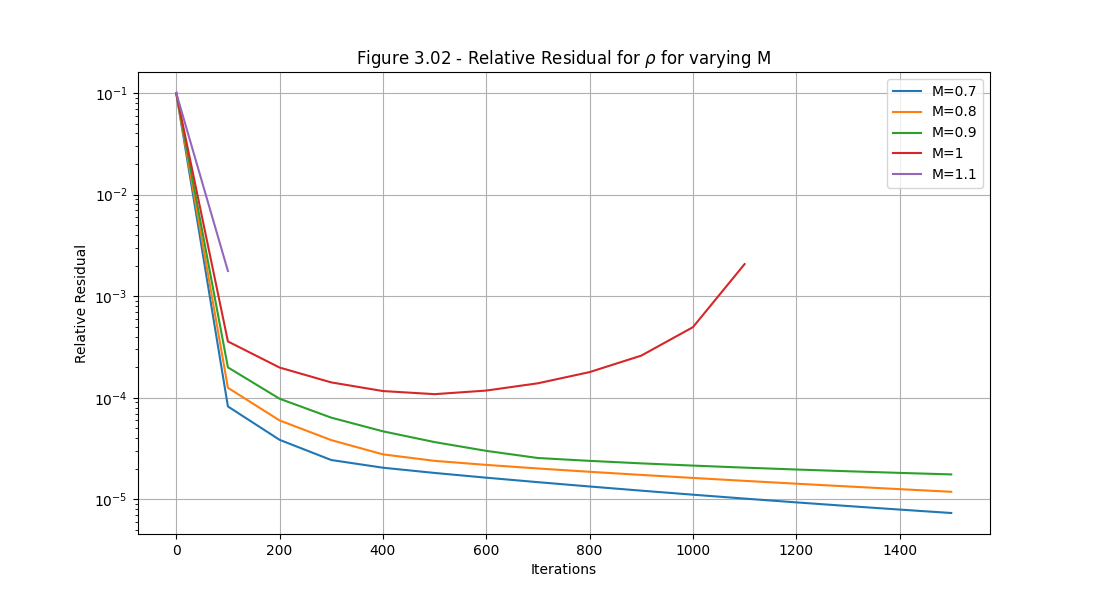 Figure 3.02 - Relative Residual for ρ for varying M
10⁻¹
10⁻²
10⁻³
10⁻⁴
10⁻⁵
Relative Residual
M=0.7
M=0.8
M=0.9
M=1
M=1.1
0 200 400 600 800 1000 1200 1400
Iterations